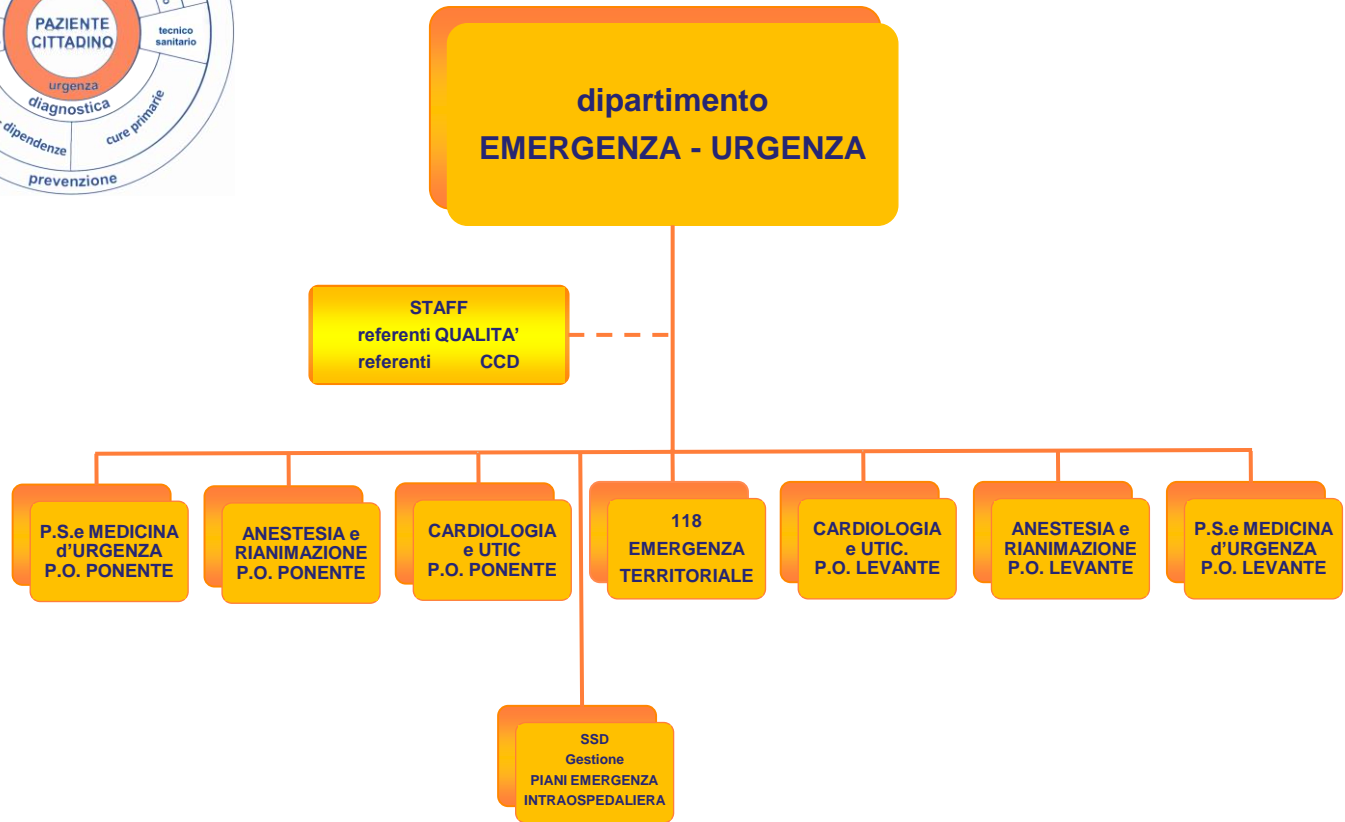 PAZIENTE
CITTADINO
tecnico
sanitario
urgenza
diagnostica
dipendenze
cure primarie
prevenzione
dipartimento
EMERGENZA - URGENZA
STAFF
referenti QUALITA’
referenti CCD
P.S.e MEDICINA
d’URGENZA
P.O. PONENTE
ANESTESIA e
RIANIMAZIONE
P.O. PONENTE
CARDIOLOGIA
e UTIC
P.O. PONENTE
118
EMERGENZA
TERRITORIALE
CARDIOLOGIA
e UTIC.
P.O. LEVANTE
ANESTESIA e
RIANIMAZIONE
P.O. LEVANTE
P.S.e MEDICINA
d’URGENZA
P.O. LEVANTE
SSD
Gestione
PIANI EMERGENZA
INTRAOSPEDALIERA